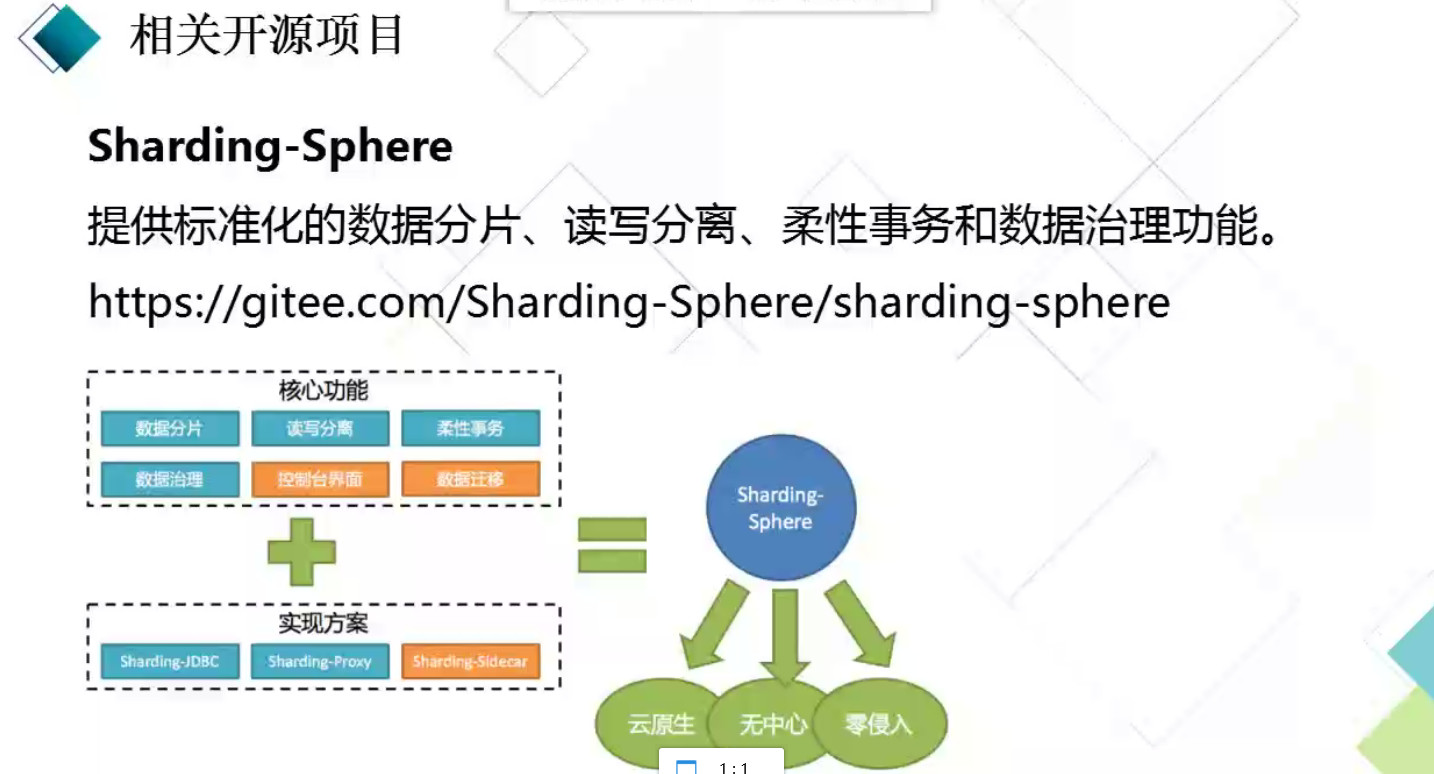 相关开源项目
Sharding-Sphere
提供标准化的数据分片、读写分离、柔性事务和数据治理功能。
https://gitee.com/Sharding-Sphere/sharding-sphere
核心功能
数据分片 读写分离 柔性事务
数据治理 控制台界面 数据迁移
实现方案
Sharding-JDBC Sharding-Proxy Sharding-Sidecar
Sharding-
Sphere
云原生 无中心 零侵入
1:1